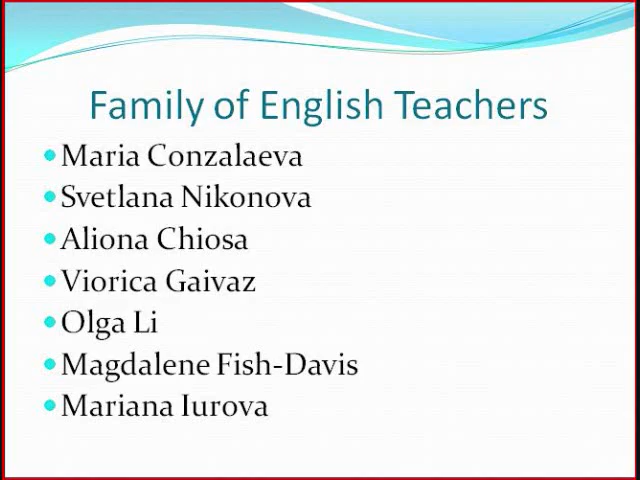 Family of English Teachers
Maria Conzalaeva
Svetlana Nikonova
Aliona Chiosa
Viorica Gaivaz
Olga Li
Magdalene Fish-Davis
Mariana Iurova